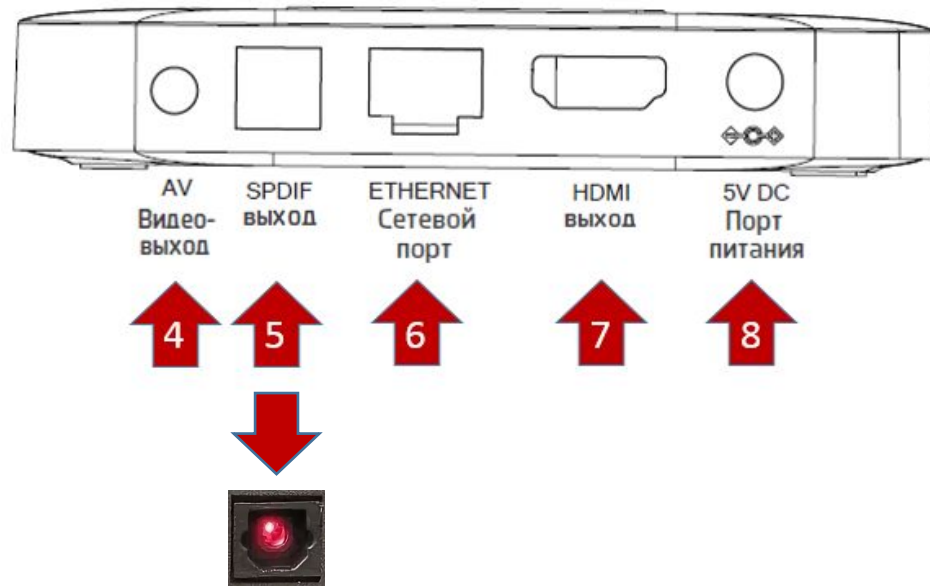 AV
Видео-
выход
SPDIF
выход
ETHERNET
Сетевой
порт
HDMI
выход
5V DC
Порт
питания
4
5
6
7
8